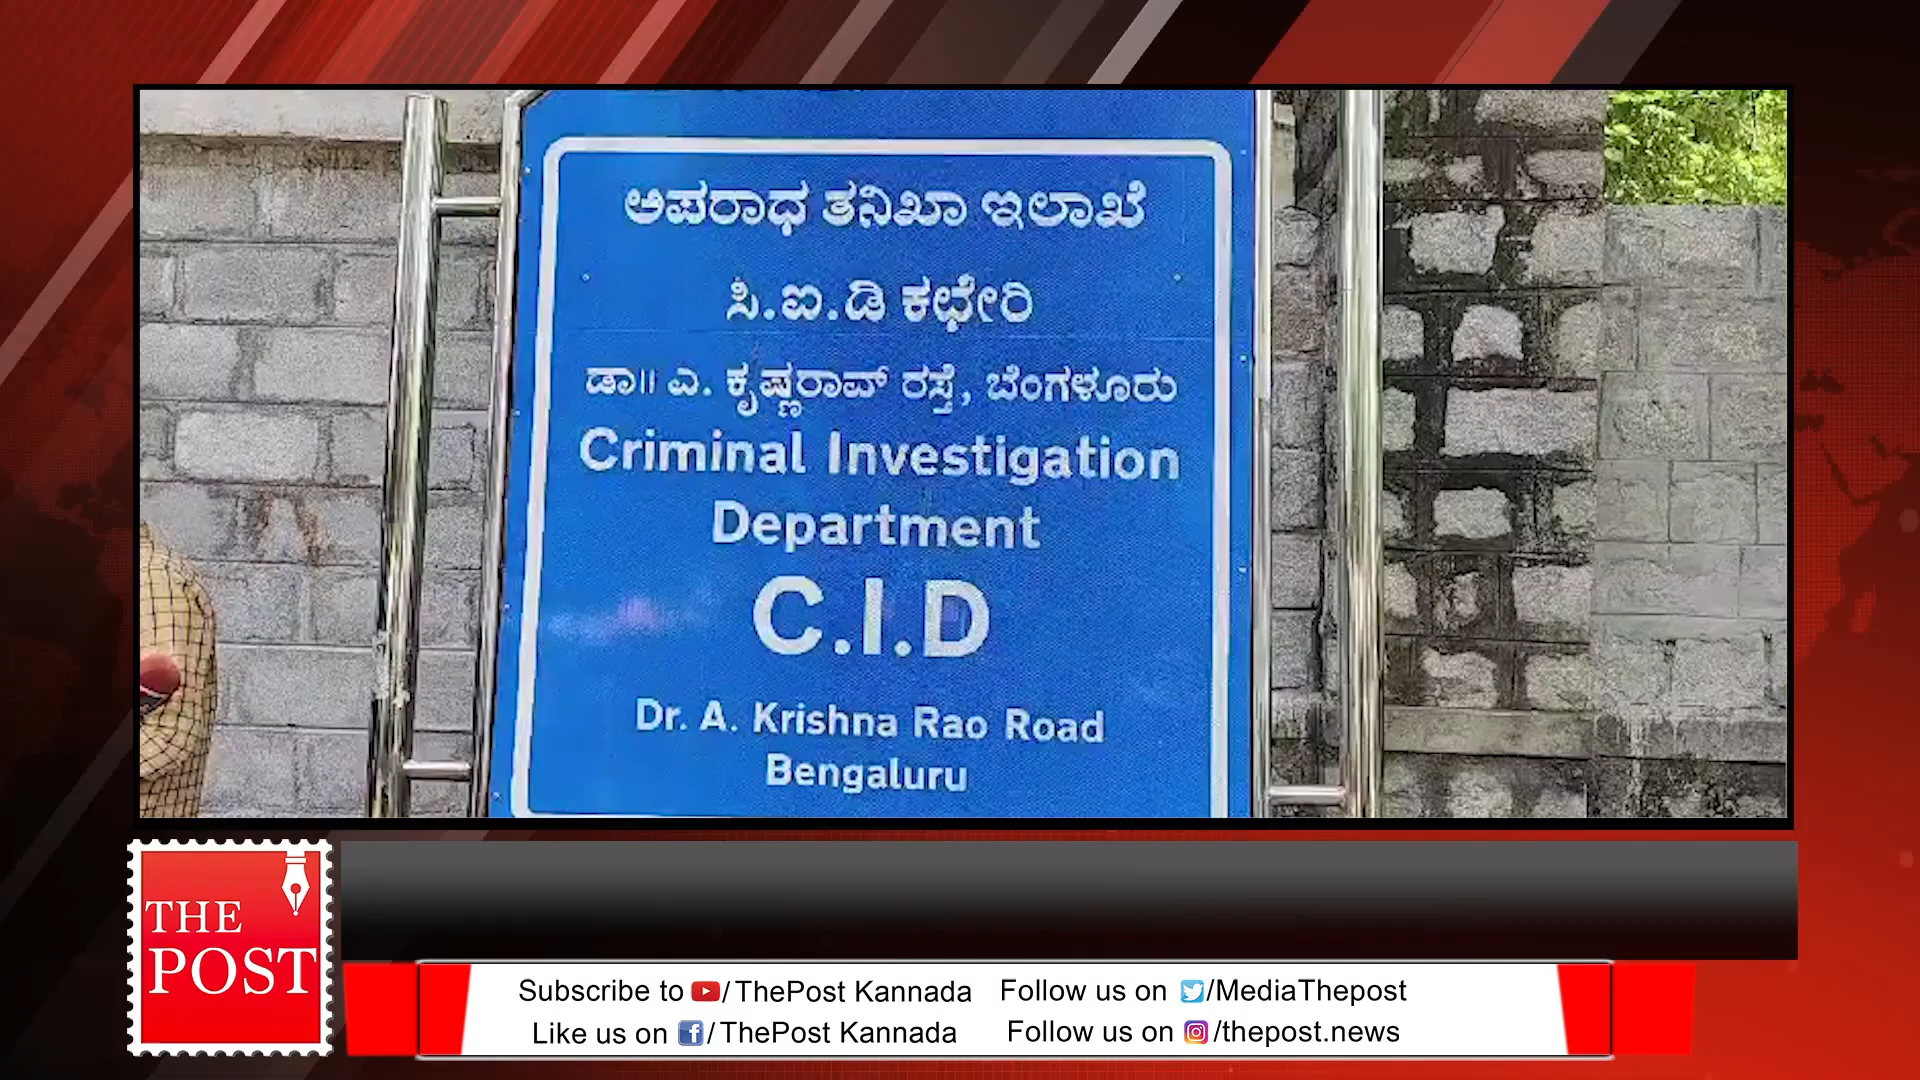 ಅಪರಾಧ ತನಿಖಾ ಇಲಾಖೆ
ಸಿ.ಐ.ಡಿ ಕಛೇರಿ
ಡಾ॥ ಎ. ಕೃಷ್ಣರಾವ್ ರಸ್ತೆ, ಬೆಂಗಳೂರು
Criminal Investigation
Department
C.I.D
Dr. A. Krishna Rao Road
Bengaluru
THE
POST
Subscribe to /ThePost Kannada Follow us on /MediaThepost
Like us on /ThePost Kannada Follow us on /thepost.news